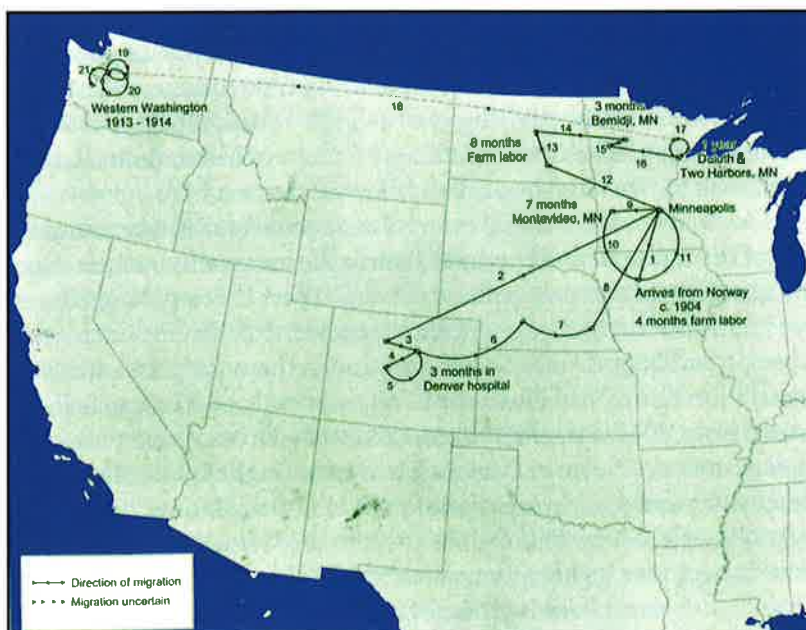 19
21
20
Western Washington
1913 - 1914
18
3 months
Bemidji, MN
17
14
15
8 months
Farm labor
13
16
1 year
Duluth &
Two Harbors, MN
12
7 months
Montevideo, MN
9
Minneapolis
10
1
11
2
8
Arrives from Norway
c. 1904
4 months farm labor
3
4
5
6
7
3 months in
Denver hospital
Direction of migration
Migration uncertain